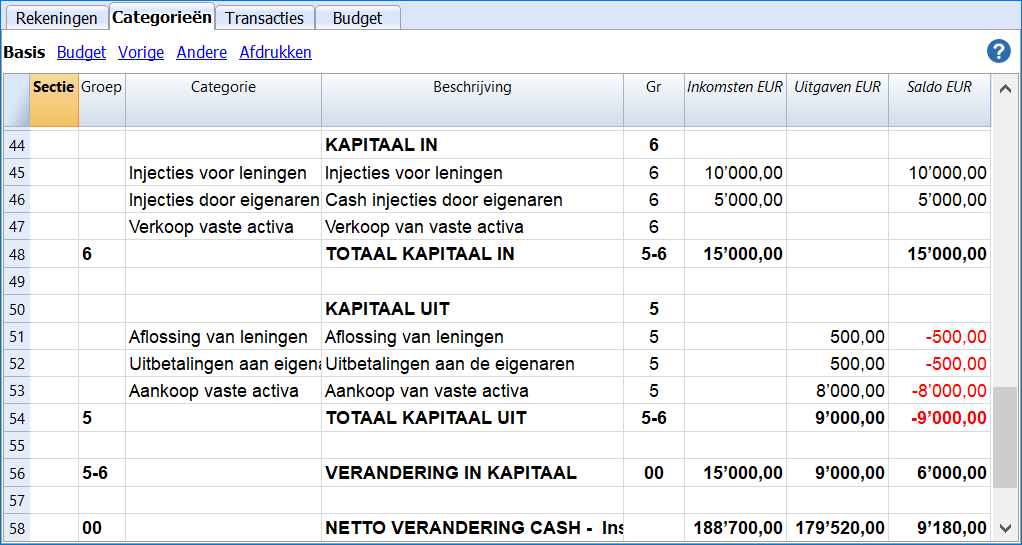 Rekeningen Categorieën Transacties Budget
Basis Budget Vorige Andere Afdrukken ?
Sectie Groep Categorie Beschrijving Gr Inkomsten EUR Uitgaven EUR Saldo EUR
44 KAPITAAL IN 6
45 Injecties voor leningen Injecties voor leningen 6 10’000,00 10’000,00
46 Injecties door eigenaren Cash injecties door eigenaren 6 5’000,00 5’000,00
47 Verkoop vaste activa Verkoop van vaste activa 6
48 6 TOTAAL KAPITAAL IN 5-6 15’000,00 15’000,00
49
50 KAPITAAL UIT 5
51 Aflossing van leningen Aflossing van leningen 5 500,00 -500,00
52 Uitbetalingen aan eigena Uitbetalingen aan de eigenaren 5 500,00 -500,00
53 Aankoop vaste activa Aankoop van vaste activa 5 8’000,00 -8’000,00
54 5 TOTAAL KAPITAAL UIT 5-6 9’000,00 -9’000,00
55
56 5-6 VERANDERING IN KAPITAAL 00 15’000,00 9’000,00 6’000,00
57
58 00 NETTO VERANDERING CASH - Ins 188’700,00 179’520,00 9’180,00